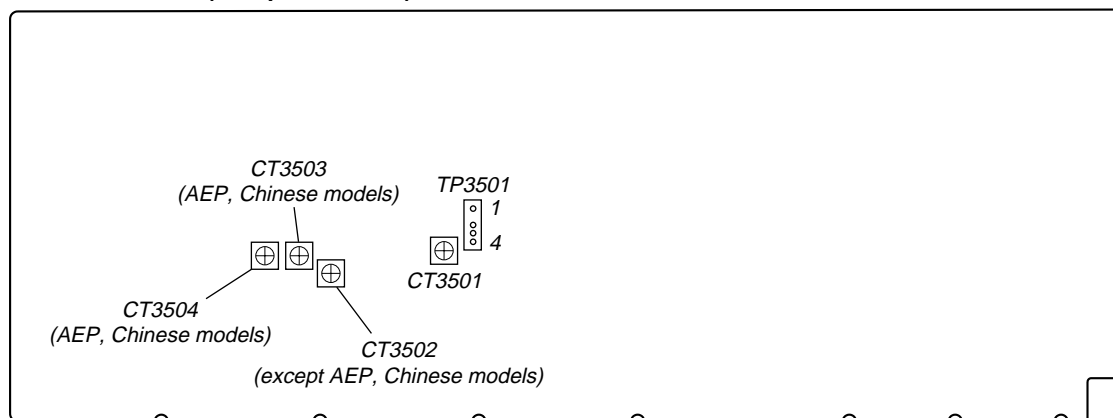 CT3503
(AEP, Chinese models)
TP3501
1
4
CT3501
CT3504
(AEP, Chinese models)
CT3502
(except AEP, Chinese models)